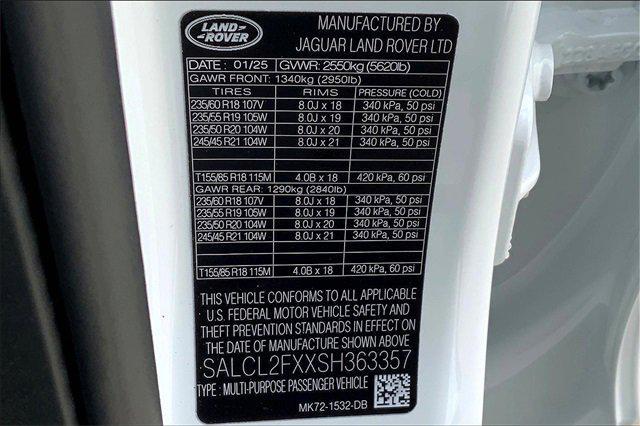 LAND-
ROVER
MANUFACTURED BY
JAGUAR LAND ROVER LTD
DATE : 01/25 GVWR: 2550kg (5620lb)
GAWR FRONT: 1340kg (2950lb)
TIRES RIMS PRESSURE (COLD)
235/60 R18 107V 8.0J x 18 340 kPa, 50 psi
235/55 R19 105W 8.0J x 19 340 kPa, 50 psi
235/50 R20 104W 8.0J x 20 340 kPa, 50 psi
245/45 R21 104W 8.0J x 21 340 kPa, 50 psi
T155/85 R18 115M 4.0B x 18 420 kPa, 60 psi
GAWR REAR: 1290kg (2840lb)
235/60 R18 107V 8.0J x 18 340 kPa, 50 psi
235/55 R19 105W 8.0J x 19 340 kPa, 50 psi
235/50 R20 104W 8.0J x 20 340 kPa, 50 psi
245/45 R21 104W 8.0J x 21 340 kPa, 50 psi
T155/85 R18 115M 4.0B x 18 420 kPa, 60 psi
THIS VEHICLE CONFORMS TO ALL APPLICABLE
U.S. FEDERAL MOTOR VEHICLE SAFETY AND
THEFT PREVENTION STANDARDS IN EFFECT ON
THE DATE OF MANUFACTURE SHOWN ABOVE
SALCL2FXXSH363357
TYPE : MULTI-PURPOSE PASSENGER VEHICLE
MK72-1532-DB